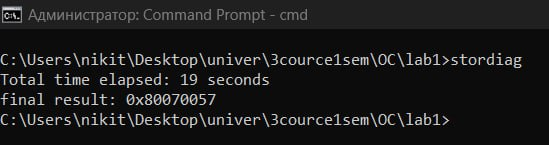 Администратор: Command Prompt - cmd
C:\Users\nikit\Desktop\univer\3cource1sem\OC\lab1>stordiag
Total time elapsed: 19 seconds
final result: 0x80070057
C:\Users\nikit\Desktop\univer\3cource1sem\OC\lab1>